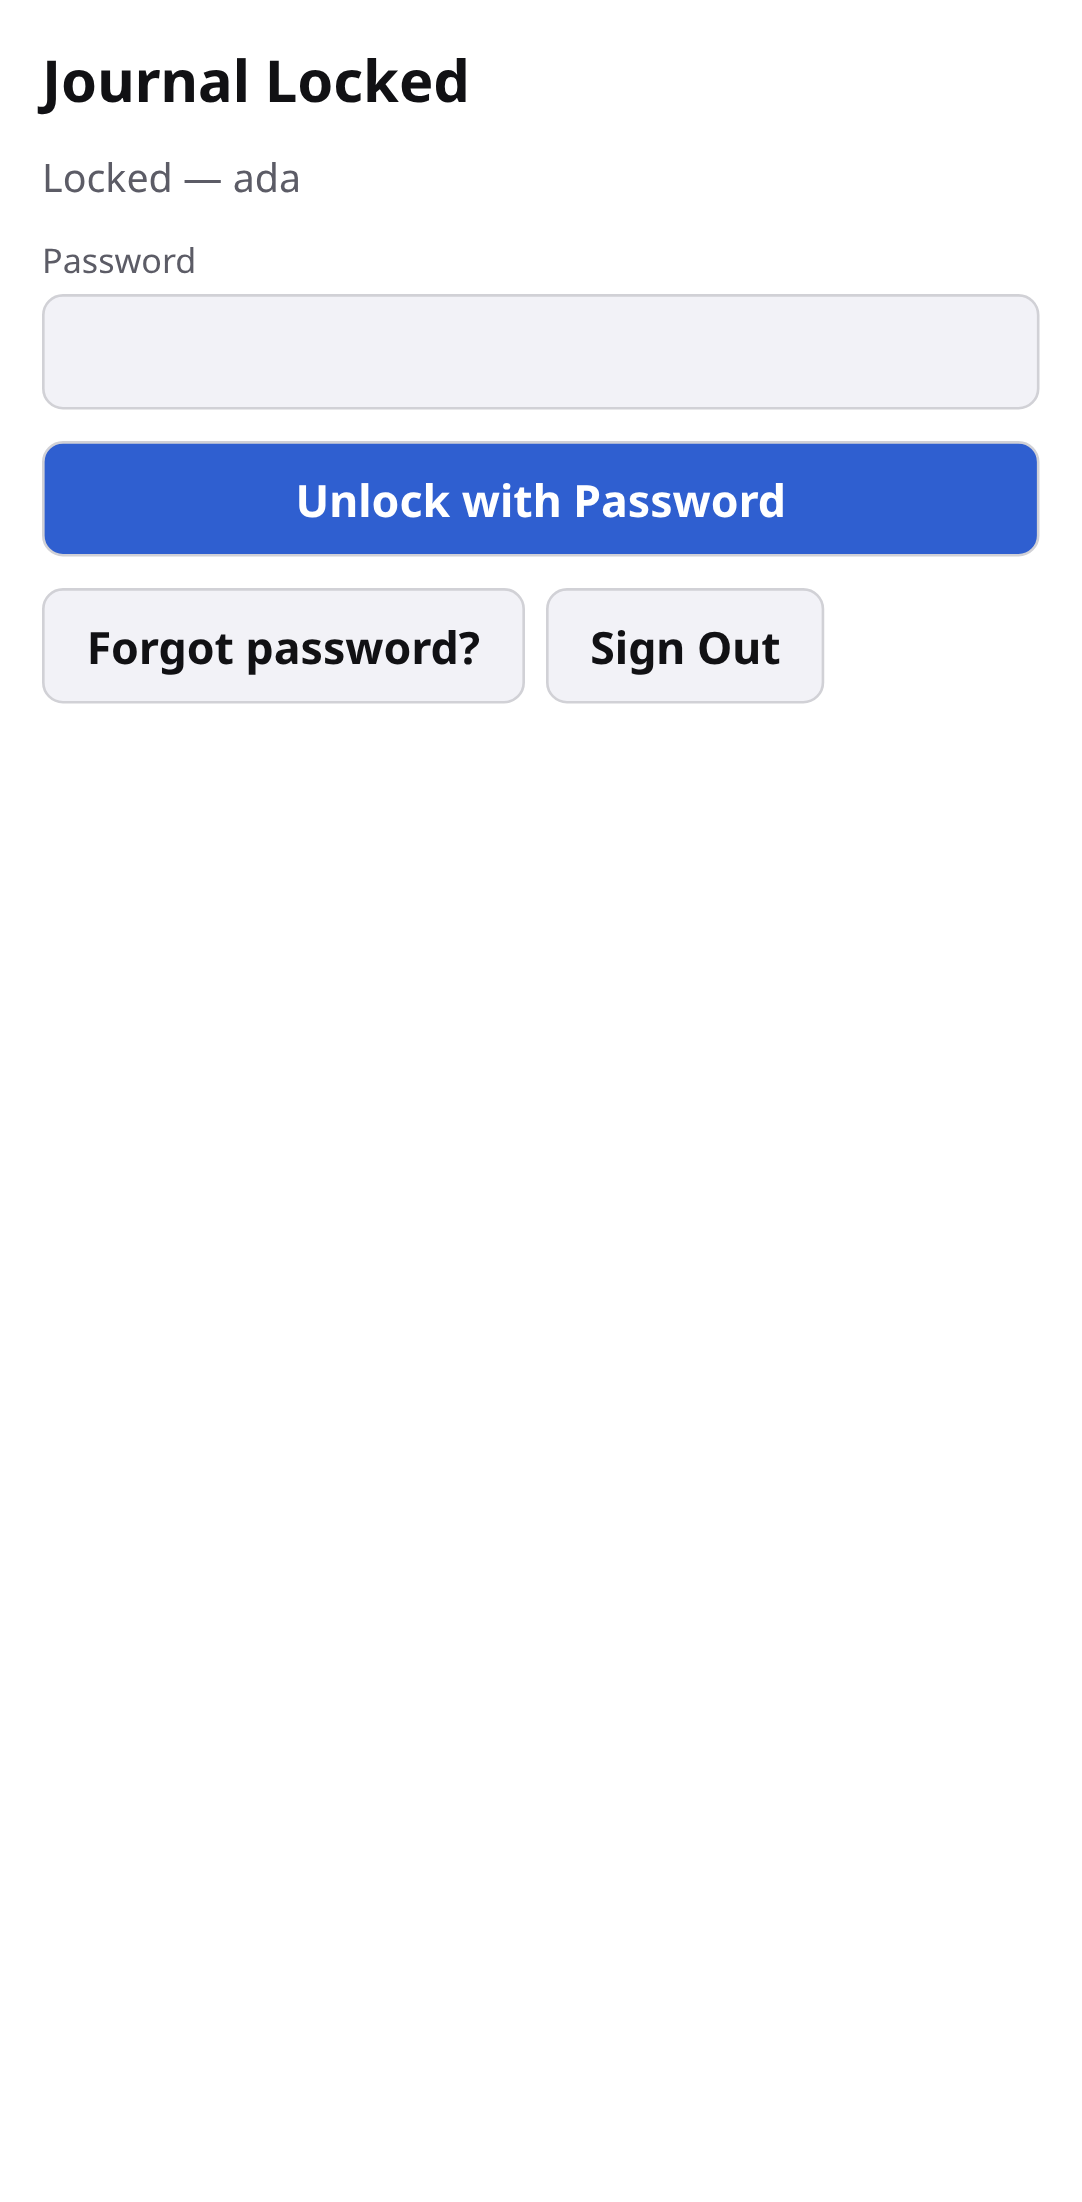 Journal Locked
Locked — ada
Password
Unlock with Password
Forgot password?
Sign Out